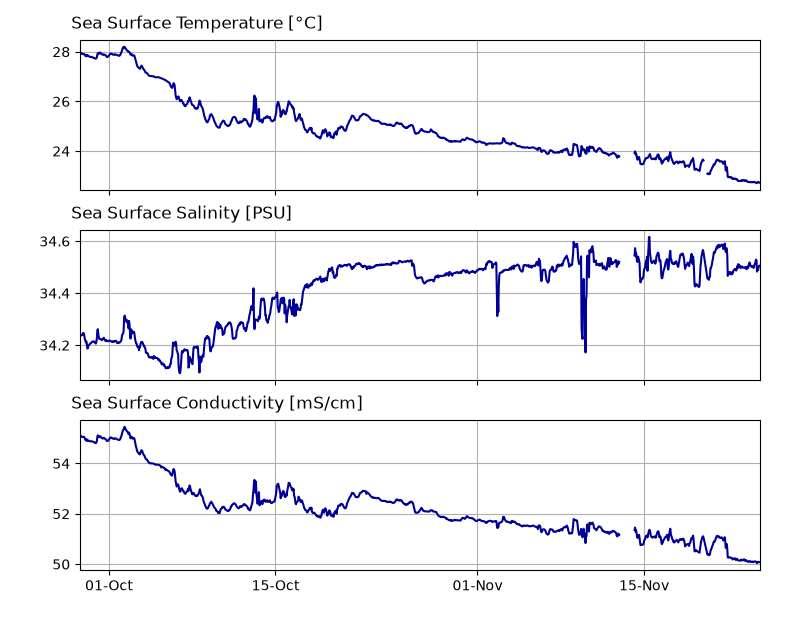 Sea Surface Temperature [°C]
28
26
24
Sea Surface Salinity [PSU]
34.6
34.4
34.2
Sea Surface Conductivity [mS/cm]
54
52
50
01-Oct 15-Oct 01-Nov 15-Nov